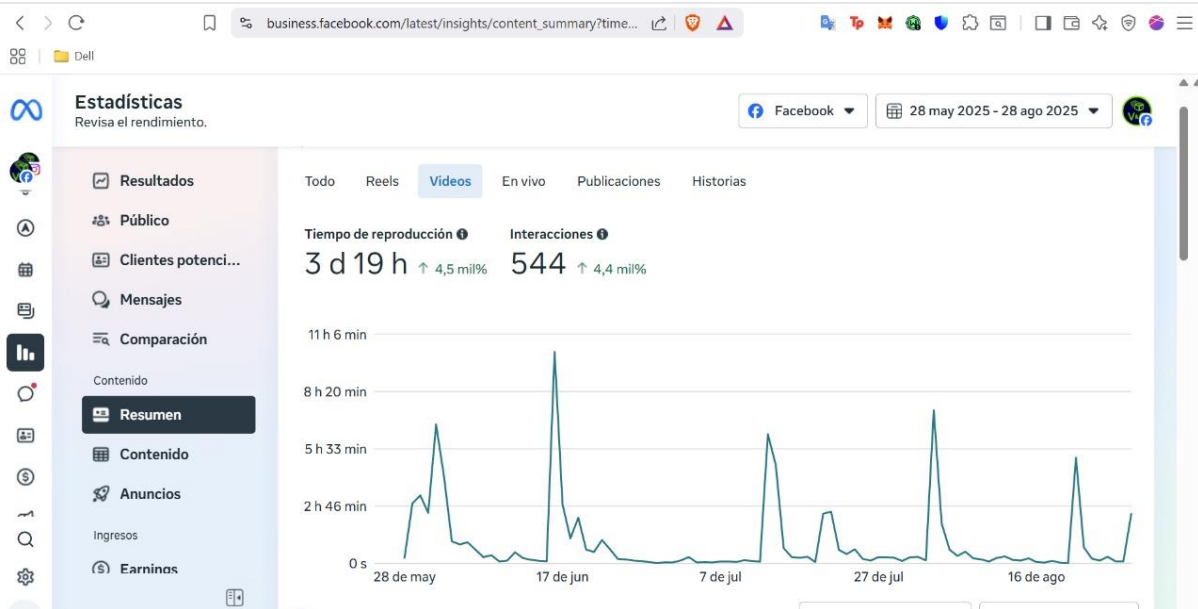 business.facebook.com/latest/insights/content_summary?time...
Tp
Dell
Estadísticas
Revisa el rendimiento.
Facebook
28 may 2025 - 28 ago 2025
Resultados
Público
Clientes potenci...
Mensajes
Comparación
Contenido
Resumen
Contenido
Anuncios
Ingresos
Earnings
Todo
Reels
Videos
En vivo
Publicaciones
Historias
Tiempo de reproducción
3 d 19 h ↑ 4,5 mil%
Interacciones
544 ↑ 4,4 mil%
11 h 6 min
8 h 20 min
5 h 33 min
2 h 46 min
0 s
28 de may
17 de jun
7 de jul
27 de jul
16 de ago